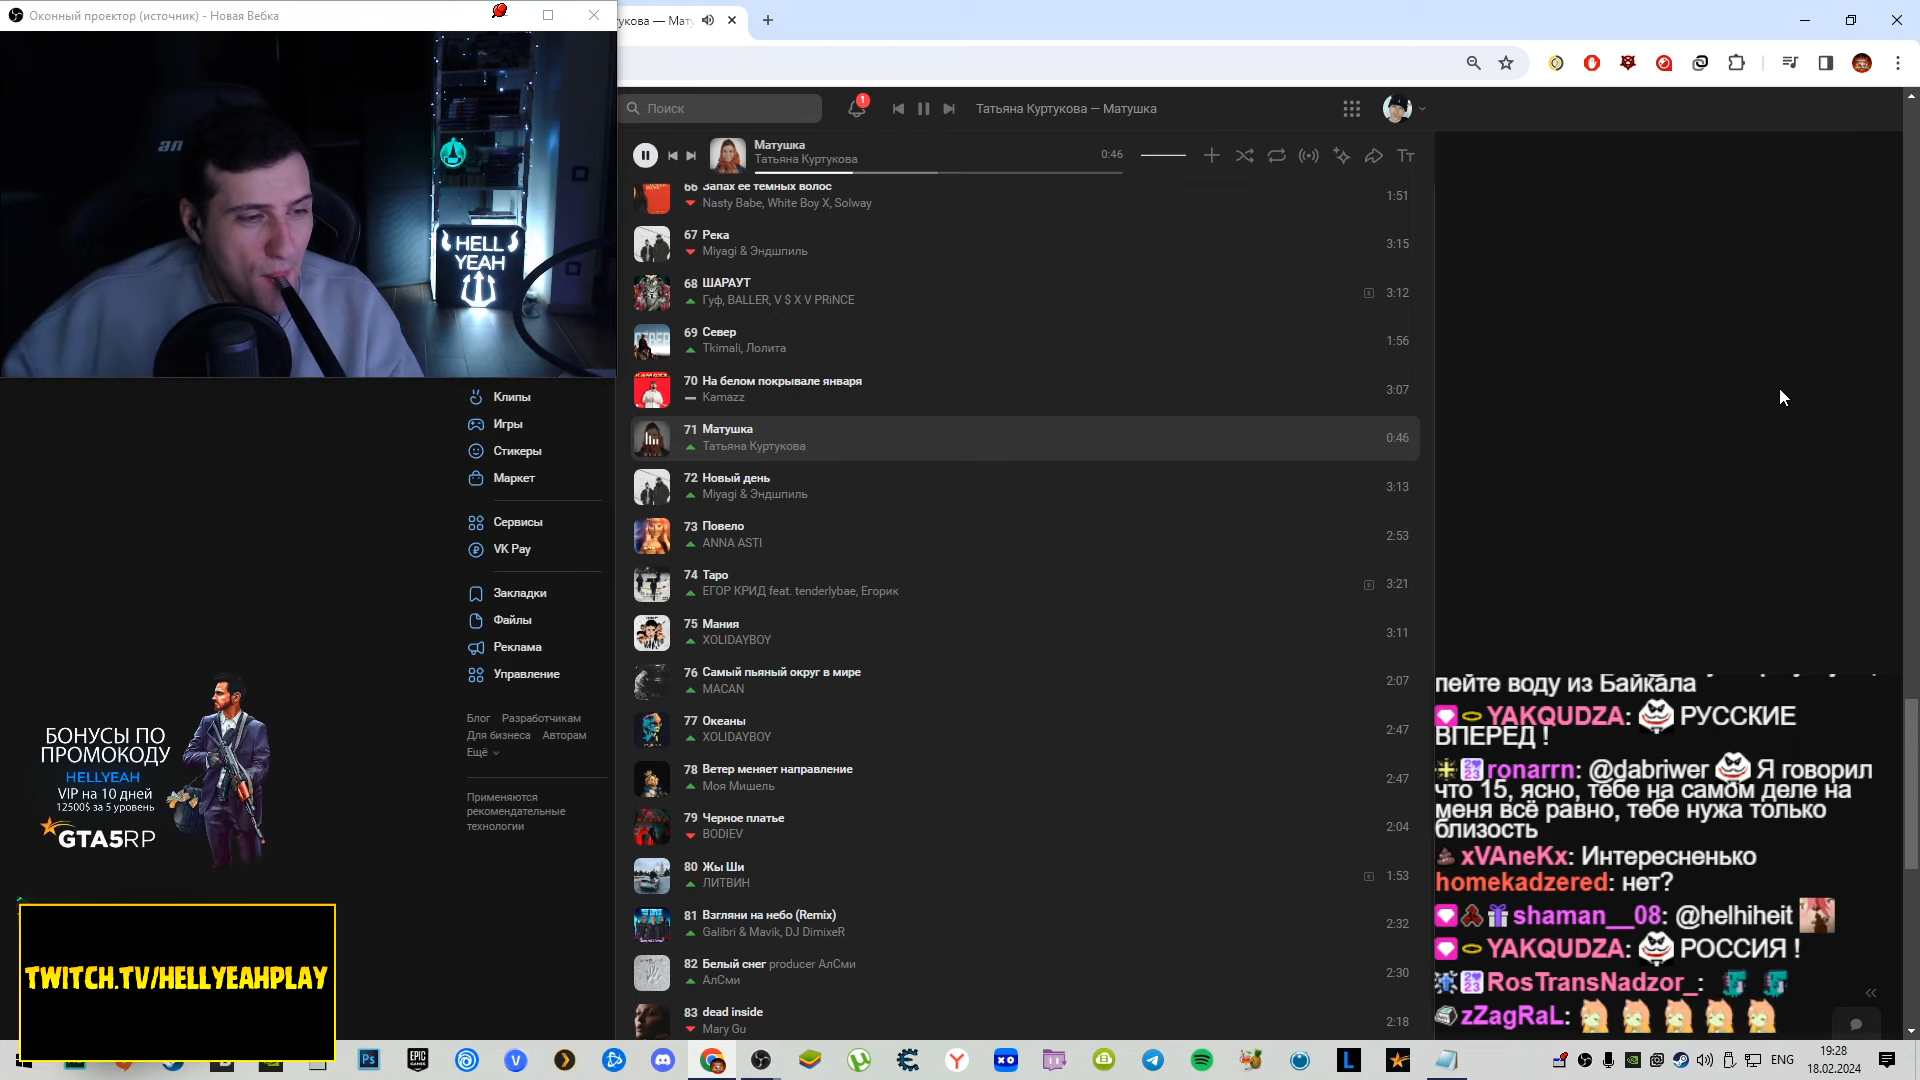 Оконный проектор (источник) - Новая Вебка
an
HELL
YEAH
Поиск
1
Татьяна Куртукова — Матушка
Матушка
Татьяна Куртукова
0:46
66 Запах её тёмных волос
Nasty Babe, White Boy X, Solway
1:51
67 Река
Miyagi & Эндшпиль
3:15
68 ШАРАУТ
Гуф, BALLER, V $ X V PRiNCE
E 3:12
69 Север
Tkimali, Лолита
1:56
70 На белом покрывале января
Kamazz
3:07
71 Матушка
Татьяна Куртукова
0:46
72 Новый день
Miyagi & Эндшпиль
3:13
73 Повело
ANNA ASTI
2:53
74 Таро
ЕГОР КРИД feat. tenderlybae, Егорик
E 3:21
75 Мания
XOLIDAYBOY
3:11
76 Самый пьяный округ в мире
MACAN
2:07
77 Океаны
XOLIDAYBOY
2:47
78 Ветер меняет направление
Моя Мишель
2:47
79 Черное платье
BODIEV
2:04
80 Жы Ши
ЛИТВИН
E 1:53
81 Взгляни на небо (Remix)
Galibri & Mavik, DJ DimixeR
2:32
82 Белый снег producer АлСми
АлСми
2:30
83 dead inside
Mary Gu
2:18
Клипы
Игры
Стикеры
Маркет
Сервисы
VK Pay
Закладки
Файлы
Реклама
Управление
Блог Разработчикам
Для бизнеса Авторам
Ещё
Применяются
рекомендательные
технологии
БОНУСЫ ПО
ПРОМОКОДУ
HELLYEAH
VIP на 10 дней
12500$ за 5 уровень
GTA5RP
TWITCH.TV/HELLYEAHPLAY
пейте воду из Байкала
YAKQUDZA: РУССКИЕ
ВПЕРЕД !
ronarrn: @dabriwer Я говорил
что 15, ясно, тебе на самом деле на
меня всё равно, тебе нужа только
близость
xVAneKx: Интересненько
homekadzered: нет?
shaman__08: @helhiheit
YAKQUDZA: РОССИЯ !
RosTransNadzor_:
zZagRaL:
ENG
19:28
18.02.2024